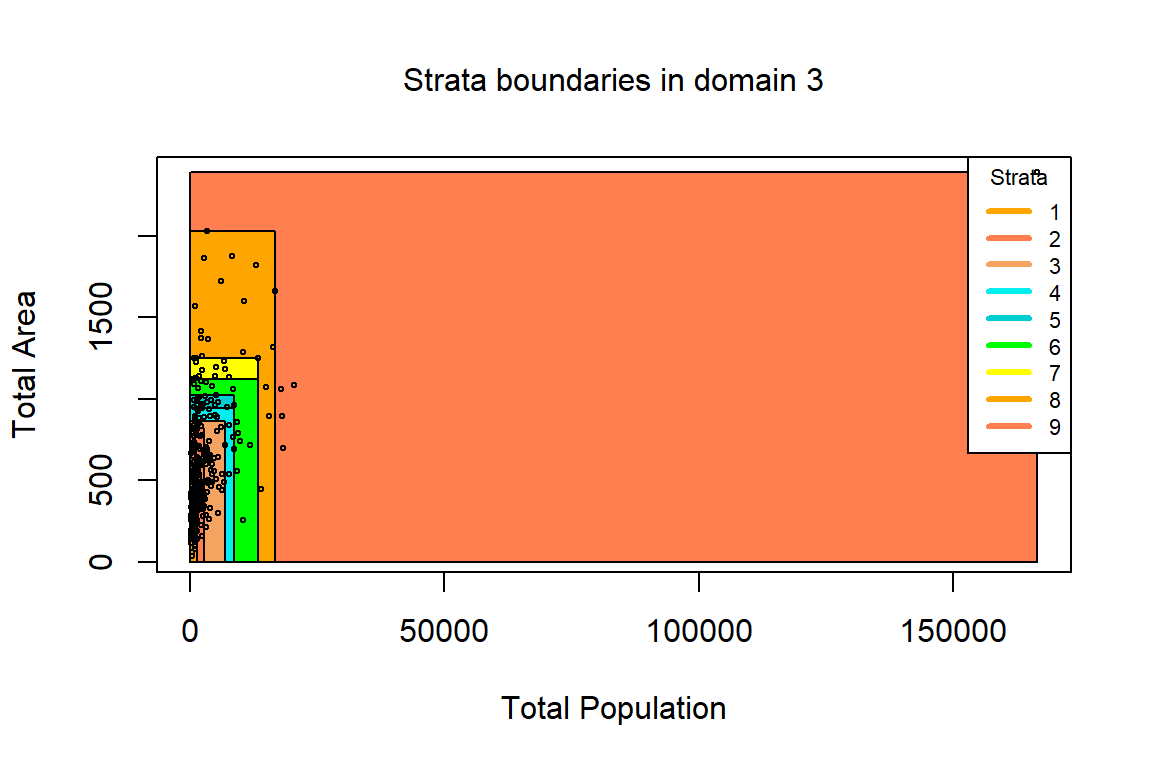 Strata boundaries in domain 3
Total Area
1500
500
0
Strata
1
2
3
4
5
6
7
8
9
0 50000 100000 150000
Total Population